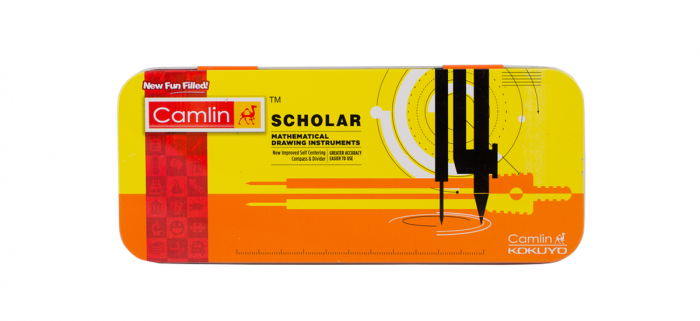 New Fun Filled!
Camlin
TM
SCHOLAR
MATHEMATICAL
DRAWING INSTRUMENTS
New Improved Self Centering
Compass & Divider
GREATER ACCURACY
EASIER TO USE
Camlin
KOKUYO